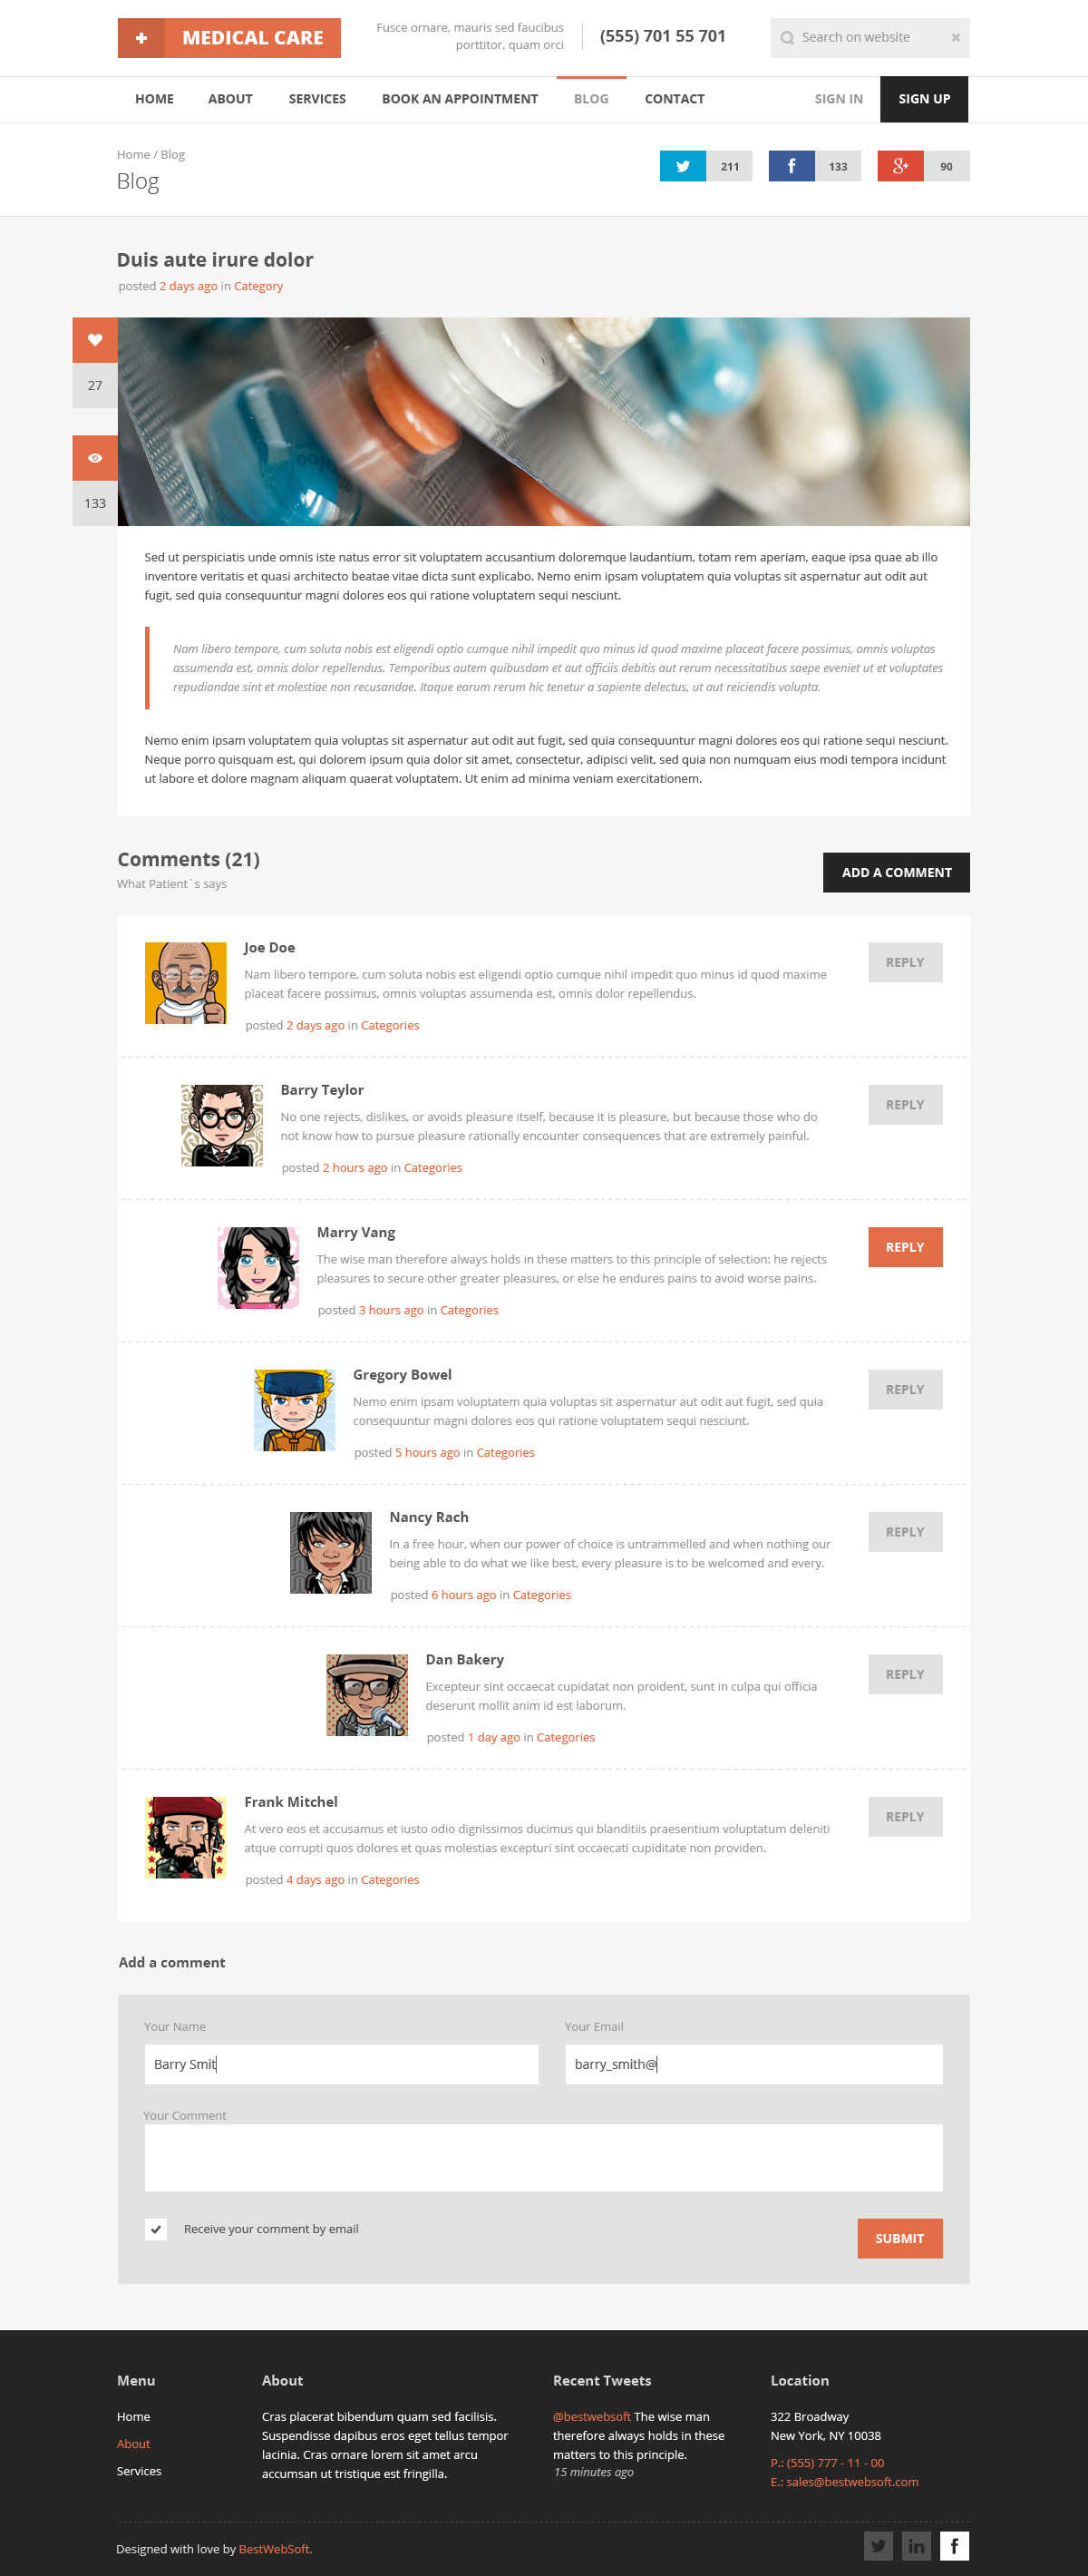 MEDICAL CARE
Fusce ornare, mauris sed faucibus
porttitor, quam orci
(555) 701 55 701
Search on website
HOME
ABOUT
SERVICES
BOOK AN APPOINTMENT
BLOG
CONTACT
SIGN IN
SIGN UP
Home / Blog
Blog
211
133
90
Duis aute irure dolor
posted 2 days ago in Category
27
133
Sed ut perspiciatis unde omnis iste natus error sit voluptatem accusantium doloremque laudantium, totam rem aperiam, eaque ipsa quae ab illo
inventore veritatis et quasi architecto beatae vitae dicta sunt explicabo. Nemo enim ipsam voluptatem quia voluptas sit aspernatur aut odit aut
fugit, sed quia consequuntur magni dolores eos qui ratione voluptatem sequi nesciunt.
Nam libero tempore, cum soluta nobis est eligendi optio cumque nihil impedit quo minus id quod maxime placeat facere possimus, omnis voluptas
assumenda est, omnis dolor repellendus. Temporibus autem quibusdam et aut officiis debitis aut rerum necessitatibus saepe eveniet ut et voluptates
repudiandae sint et molestiae non recusandae. Itaque earum rerum hic tenetur a sapiente delectus, ut aut reiciendis volupta.
Nemo enim ipsam voluptatem quia voluptas sit aspernatur aut odit aut fugit, sed quia consequuntur magni dolores eos qui ratione sequi nesciunt.
Neque porro quisquam est, qui dolorem ipsum quia dolor sit amet, consectetur, adipisci velit, sed quia non numquam eius modi tempora incidunt
ut labore et dolore magnam aliquam quaerat voluptatem. Ut enim ad minima veniam exercitationem.
Comments (21)
What Patient`s says
ADD A COMMENT
Joe Doe
Nam libero tempore, cum soluta nobis est eligendi optio cumque nihil impedit quo minus id quod maxime
placeat facere possimus, omnis voluptas assumenda est, omnis dolor repellendus.
posted 2 days ago in Categories
REPLY
Barry Teylor
No one rejects, dislikes, or avoids pleasure itself, because it is pleasure, but because those who do
not know how to pursue pleasure rationally encounter consequences that are extremely painful.
posted 2 hours ago in Categories
REPLY
Marry Vang
The wise man therefore always holds in these matters to this principle of selection: he rejects
pleasures to secure other greater pleasures, or else he endures pains to avoid worse pains.
posted 3 hours ago in Categories
REPLY
Gregory Bowel
Nemo enim ipsam voluptatem quia voluptas sit aspernatur aut odit aut fugit, sed quia
consequuntur magni dolores eos qui ratione voluptatem sequi nesciunt.
posted 5 hours ago in Categories
REPLY
Nancy Rach
In a free hour, when our power of choice is untrammelled and when nothing our
being able to do what we like best, every pleasure is to be welcomed and every.
posted 6 hours ago in Categories
REPLY
Dan Bakery
Excepteur sint occaecat cupidatat non proident, sunt in culpa qui officia
deserunt mollit anim id est laborum.
posted 1 day ago in Categories
REPLY
Frank Mitchel
At vero eos et accusamus et iusto odio dignissimos ducimus qui blanditiis praesentium voluptatum deleniti
atque corrupti quos dolores et quas molestias excepturi sint occaecati cupiditate non provident.
posted 4 days ago in Categories
REPLY
Add a comment
Your Name
Your Email
Barry Smit
barry_smith@
Your Comment
Receive your comment by email
SUBMIT
Menu
Home
About
Services
About
Cras placerat bibendum quam sed facilisis.
Suspendisse dapibus eros eget tellus tempor
lacinia. Cras ornare lorem sit amet arcu
accumsan ut tristique est fringilla.
Recent Tweets
@bestwebsoft The wise man
therefore always holds in these
matters to this principle.
15 minutes ago
Location
322 Broadway
New York, NY 10038
P.: (555) 777 - 11 - 00
E.: sales@bestwebsoft.com
Designed with love by BestWebSoft.